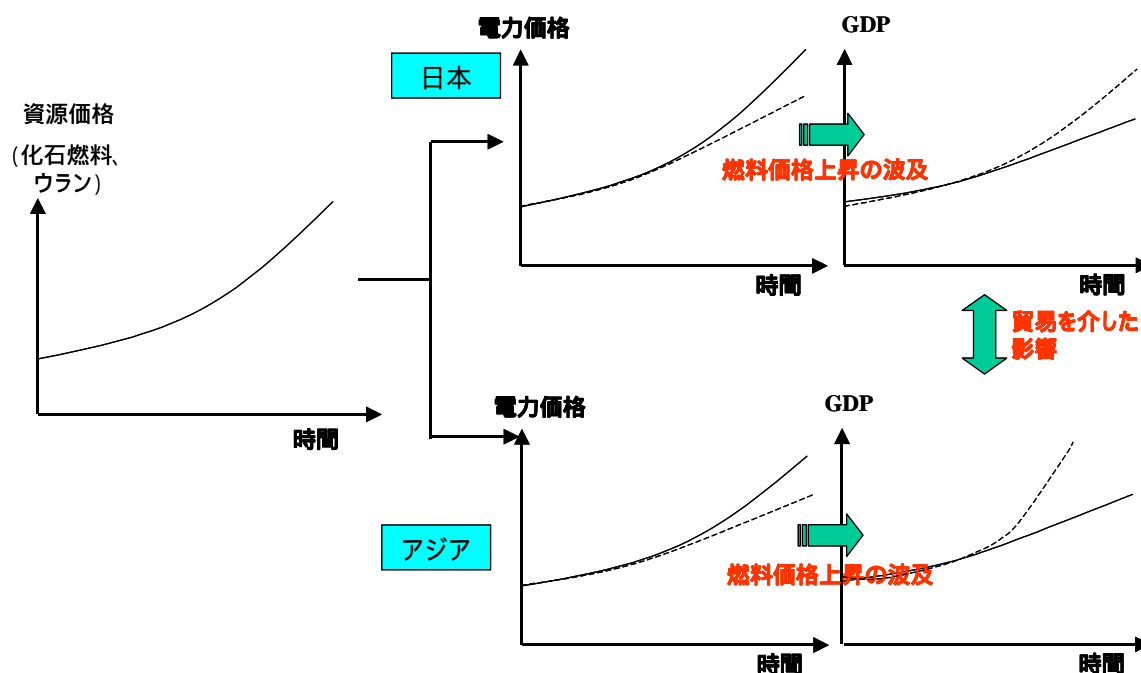 資源価格
(化石燃料、
ウラン)
時間
日本
電力価格
時間
燃料価格上昇の波及
GDP
時間
貿易を介した
影響
アジア
電力価格
時間
燃料価格上昇の波及
GDP
時間